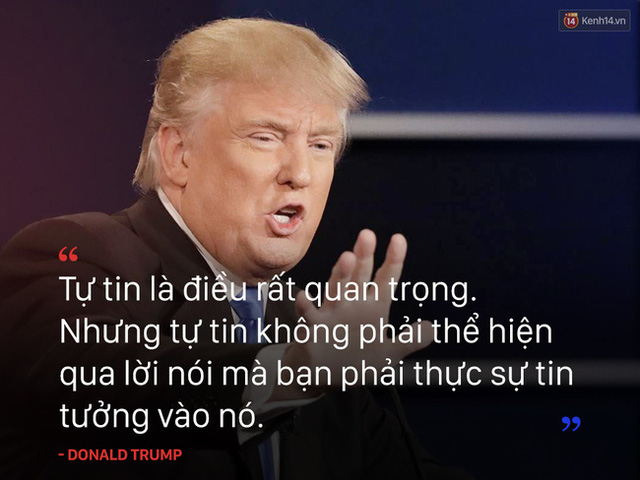 14 Kenh14.vn
“
Tự tin là điều rất quan trọng.
Nhưng tự tin không phải thể hiện
qua lời nói mà bạn phải thực sự tin
tưởng vào nó.
”
- DONALD TRUMP